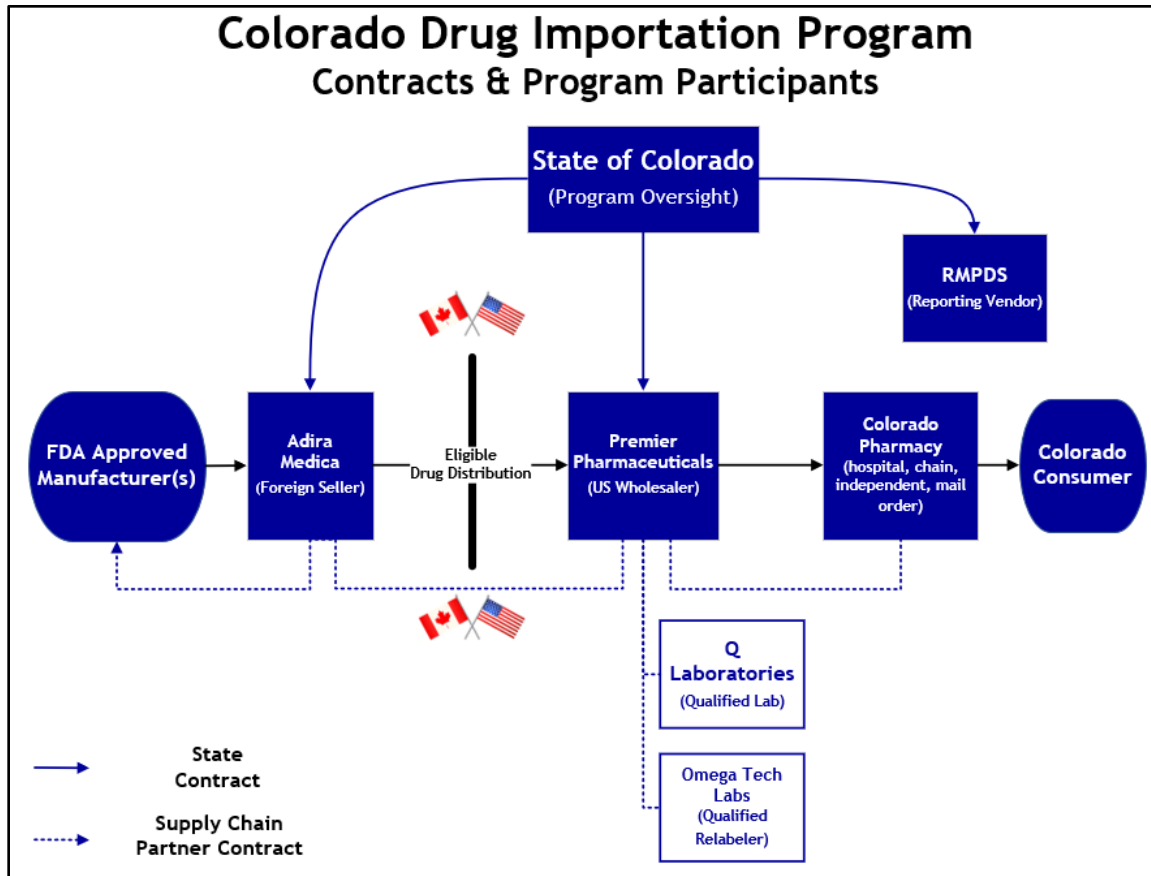 Colorado Drug Importation Program
Contracts & Program Participants
State of Colorado
(Program Oversight)
RMPDS
(Reporting Vendor)
FDA Approved
Manufacturer(s)
Adira
Medica
(Foreign Seller)
Eligible
Drug Distribution
Premier
Pharmaceuticals
(US Wholesaler)
Colorado
Pharmacy
(hospital, chain,
independent, mail
order)
Colorado
Consumer
Q
Laboratories
(Qualified Lab)
Omega Tech
Labs
(Qualified
Relabeler)
State
Contract
Supply Chain
Partner Contract